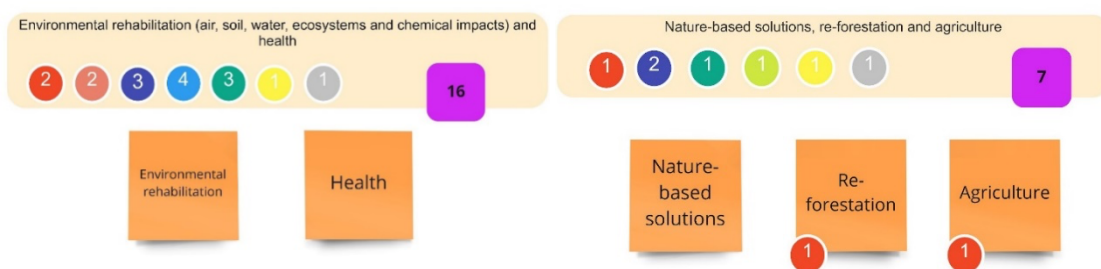 Environmental rehabilitation (air, soil, water, ecosystems and chemical impacts) and
health
2 2 3 4 3 1 1
16
Environmental
rehabilitation
Health
Nature-based solutions, re-forestation and agriculture
1 2 1 1 1 1
7
Nature-
based
solutions
Re-
forestation
1
Agriculture
1